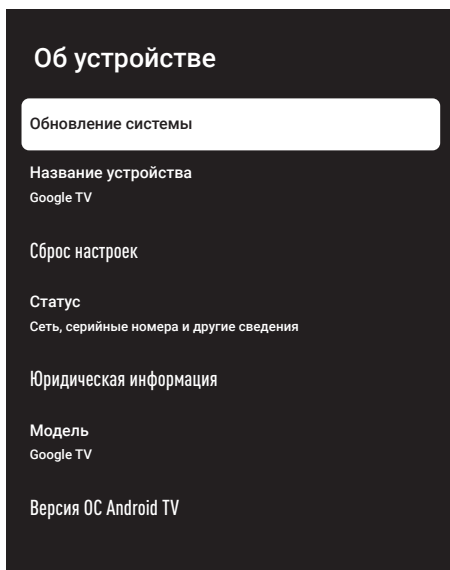 Об устройстве
Обновление системы
Название устройства
Google TV
Сброс настроек
Статус
Сеть, серийные номера и другие сведения
Юридическая информация
Модель
Google TV
Версия ОС Android TV